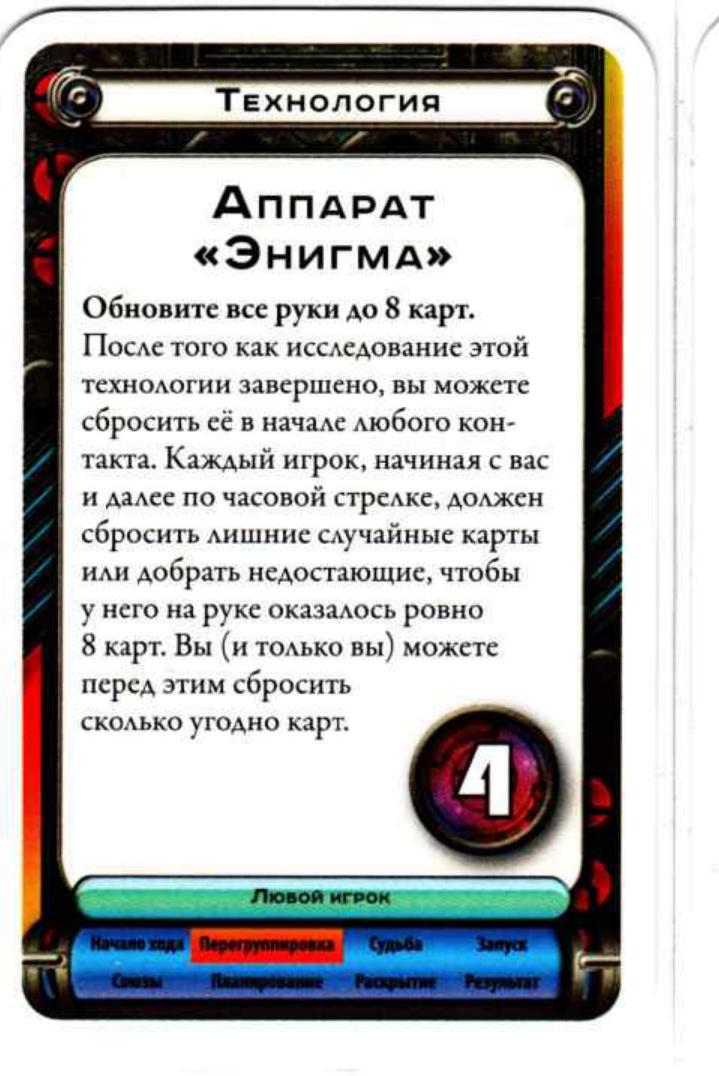 Технология
Аппарат
«Энигма»
Обновите все руки до 8 карт.
После того как исследование этой
технологии завершено, вы можете
сбросить её в начале любого кон-
такта. Каждый игрок, начиная с вас
и далее по часовой стрелке, должен
сбросить лишние случайные карты
или добрать недостающие, чтобы
у него на руке оказалось ровно
8 карт. Вы (и только вы) можете
перед этим сбросить
сколько угодно карт.
4
Любой игрок
Начало хода Перегруппировка Судьба Запуск
Союзы Планирование Раскрытие Результат